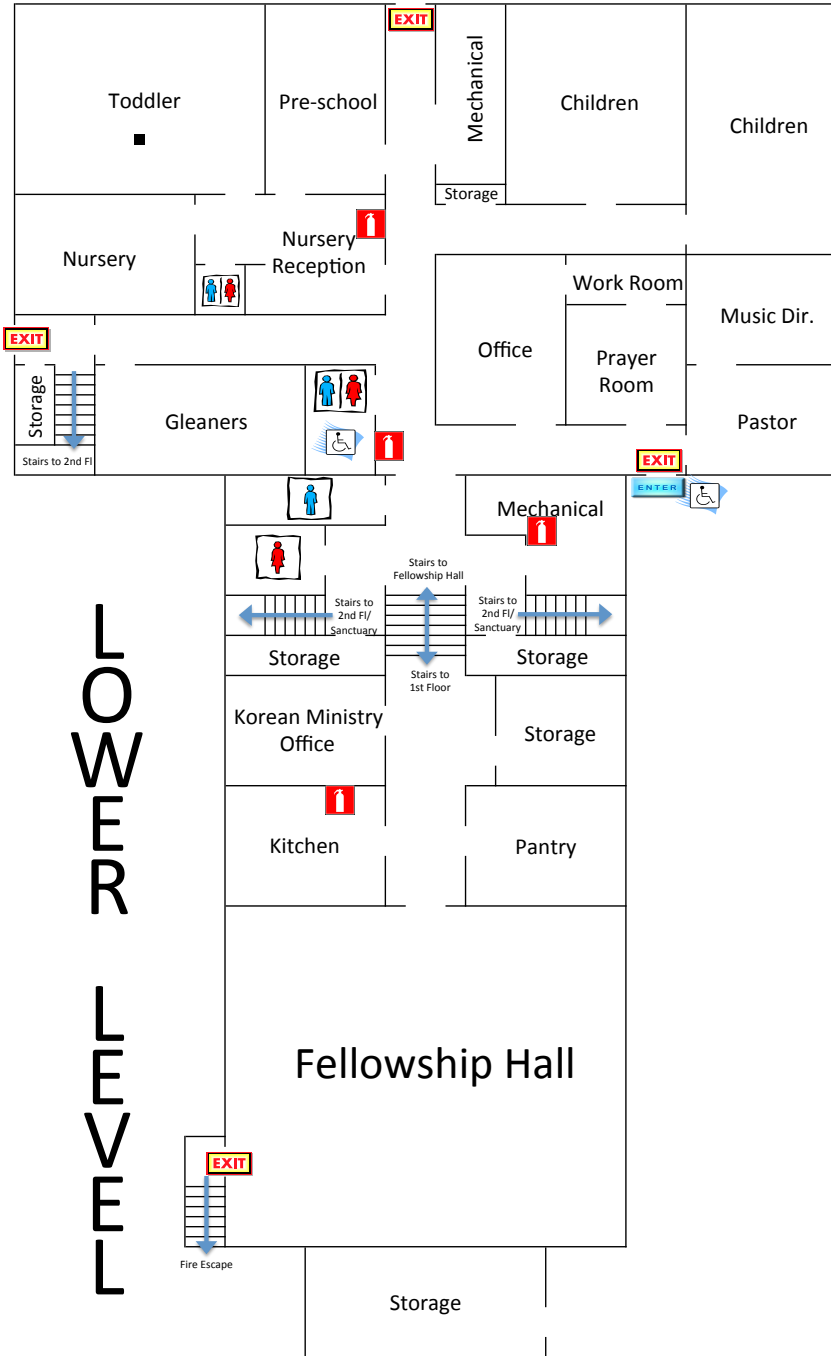 EXIT
Toddler
Pre-school
Mechanical
Children
Children
Storage
Nursery
Nursery
Reception
Work Room
Music Dir.
EXIT
Office
Prayer
Room
Storage
Gleaners
Pastor
Stairs to 2nd Fl
EXIT
ENTER
Mechanical
Stairs to
Fellowship Hall
Stairs to
2nd Fl/
Sanctuary
Stairs to
2nd Fl/
Sanctuary
Storage
Storage
Stairs to
1st Floor
Korean Ministry
Office
Storage
Kitchen
Pantry
LOWER
LEVEL
Fellowship Hall
EXIT
Fire Escape
Storage